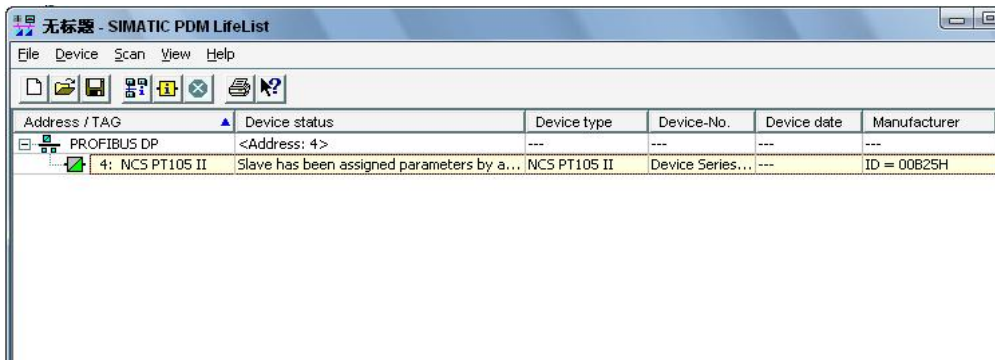 无标题 - SIMATIC PDM LifeList
File Device Scan View Help
Address / TAG Device status Device type Device-No. Device date Manufacturer
PROFIBUS DP <Address: 4> --- --- --- ---
4: NCS PT105 II Slave has been assigned parameters by a... NCS PT105 II Device Series... --- ID = 00B25H